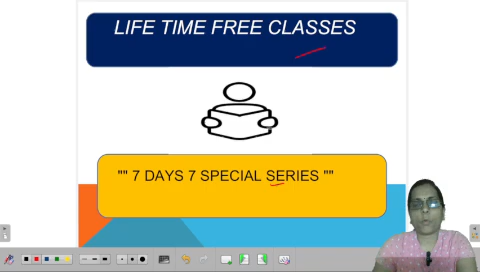 LIFE TIME FREE CLASSES
"" 7 DAYS 7 SPECIAL SERIES ""